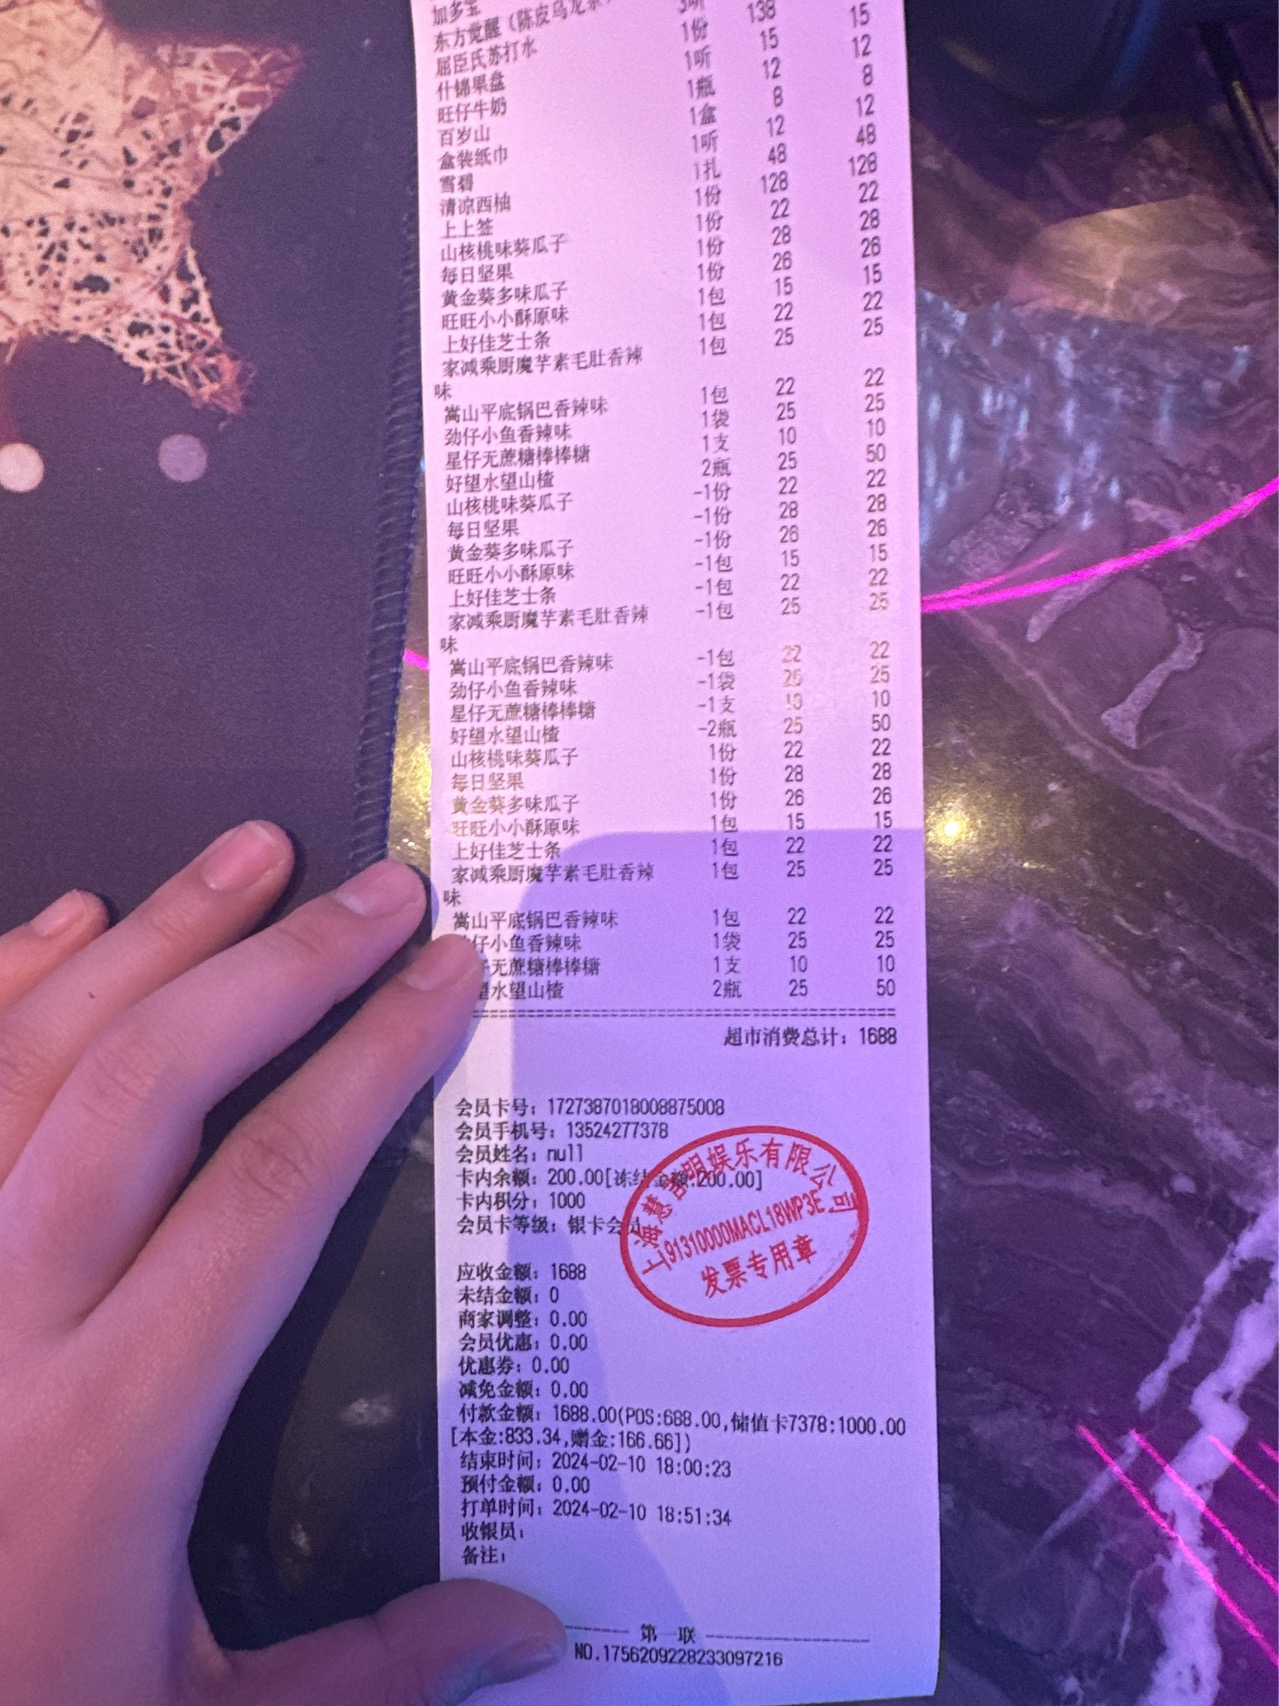 加多宝
东方觉醒(陈皮乌龙茶)
屈臣氏苏打水 3听
什锦果盘 1份 138
旺仔牛奶 1听 15 15
百岁山 1瓶 12 12
盒装纸巾 1盒 8 8
雪碧 1听 12 12
清凉西柚 1扎 48 48
上上签 1份 128 128
山核桃味葵瓜子 1份 22 22
每日坚果 1份 28 28
黄金葵多味瓜子 1份 26 26
旺旺小小酥原味 1包 15 15
上好佳芝士条 1包 22 22
家减乘厨魔芋素毛肚香辣 1包 25 25
味
嵩山平底锅巴香辣味 1包 22 22
劲仔小鱼香辣味 1袋 25 25
星仔无蔗糖棒棒糖 1支 10 10
好望水望山楂 2瓶 25 50
山核桃味葵瓜子 -1份 22 22
每日坚果 -1份 28 28
黄金葵多味瓜子 -1份 26 26
旺旺小小酥原味 -1包 15 15
上好佳芝士条 -1包 22 22
家减乘厨魔芋素毛肚香辣 -1包 25 25
味
嵩山平底锅巴香辣味 -1包 22 22
劲仔小鱼香辣味 -1袋 25 25
星仔无蔗糖棒棒糖 -1支 10 10
好望水望山楂 -2瓶 25 50
山核桃味葵瓜子 1份 22 22
每日坚果 1份 28 28
黄金葵多味瓜子 1份 26 26
旺旺小小酥原味 1包 15 15
上好佳芝士条 1包 22 22
家减乘厨魔芋素毛肚香辣 1包 25 25
味
嵩山平底锅巴香辣味 1包 22 22
仔小鱼香辣味 1袋 25 25
无蔗糖棒棒糖 1支 10 10
望水望山楂 2瓶 25 50
超市消费总计：1688
会员卡号：1727387018008875008
会员手机号：13524277378
会员姓名：null
卡内余额：200.00[冻结金额:200.00]
卡内积分：1000
会员卡等级：银卡会员
娱乐有限公司
91310000MACL18WP3E
发票专用章
应收金额：1688
未结金额：0
商家调整：0.00
会员优惠：0.00
优惠券：0.00
减免金额：0.00
付款金额：1688.00(POS:688.00,储值卡7378:1000.00
[本金:833.34,赠金:166.66])
结束时间：2024-02-10 18:00:23
预付金额：0.00
打单时间：2024-02-10 18:51:34
收银员：
备注：
第一联
NO.1756209228233097216